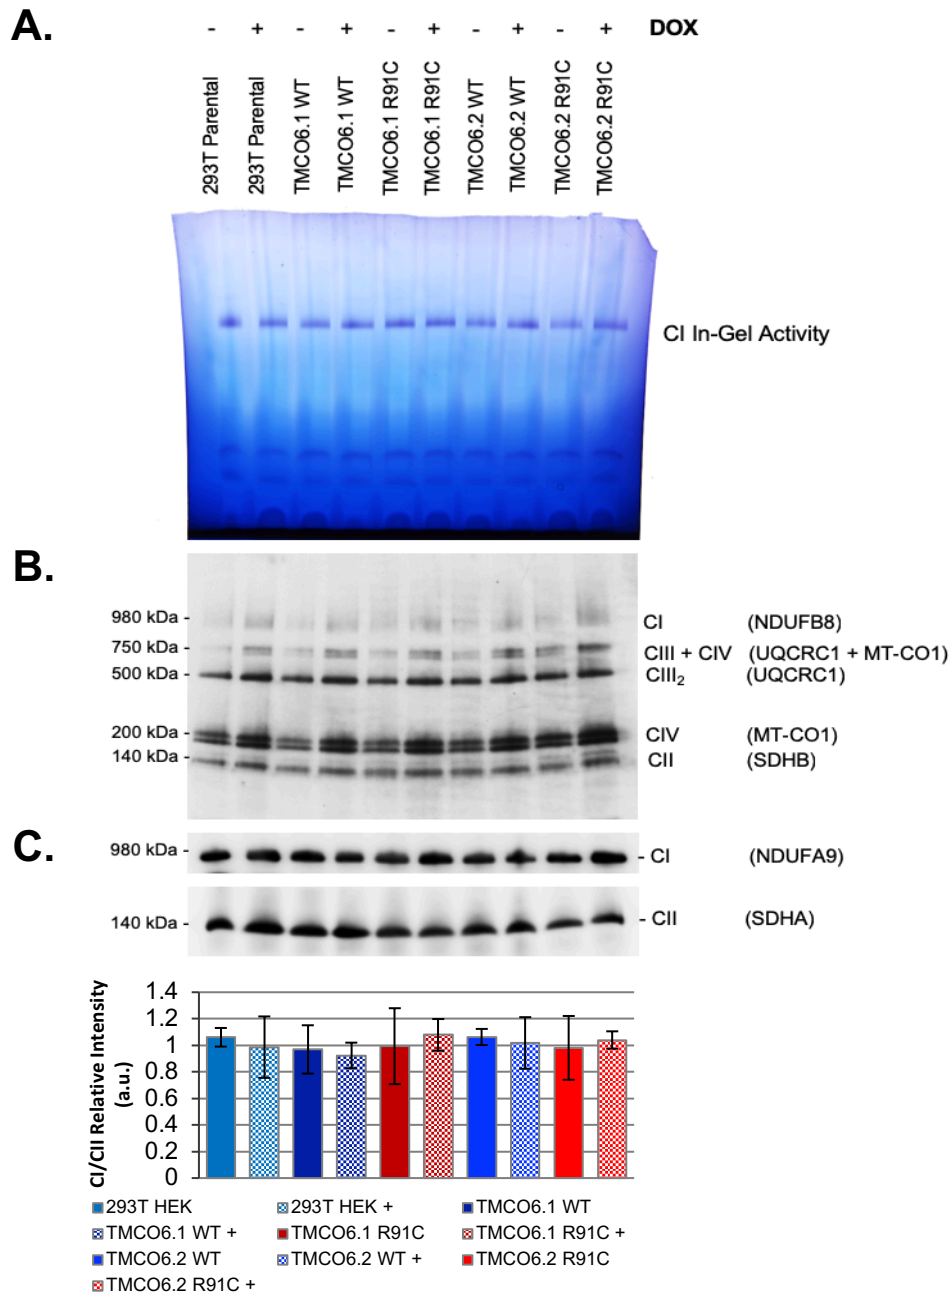 A.
- + - + - + - + - + DOX
293T Parental
293T Parental
TMCO6.1 WT
TMCO6.1 WT
TMCO6.1 R91C
TMCO6.1 R91C
TMCO6.2 WT
TMCO6.2 WT
TMCO6.2 R91C
TMCO6.2 R91C
CI In-Gel Activity
B.
980 kDa - CI (NDUFB8)
750 kDa - CIII + CIV (UQCRC1 + MT-CO1)
500 kDa - CIII₂ (UQCRC1)
200 kDa - CIV (MT-CO1)
140 kDa - CII (SDHB)
C.
980 kDa - - CI (NDUFA9)
140 kDa - - CII (SDHA)
CI/CII Relative Intensity
(a.u.)
1.4
1.2
1
0.8
0.6
0.4
0.2
0
293T HEK 293T HEK + TMCO6.1 WT
TMCO6.1 WT + TMCO6.1 R91C TMCO6.1 R91C +
TMCO6.2 WT TMCO6.2 WT + TMCO6.2 R91C
TMCO6.2 R91C +